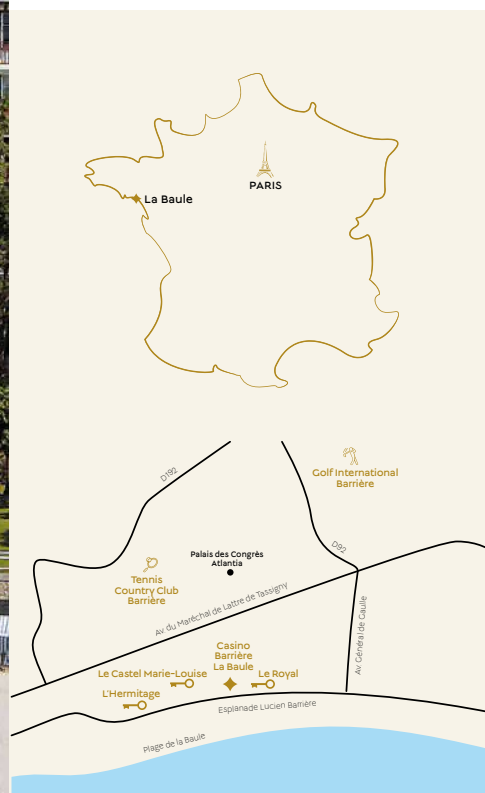 PARIS
La Baule
Golf International
Barrière
D192
D92
Palais des Congrès
Atlantia
Tennis
Country Club
Barrière
Av du Maréchal de Lattre de Tassigny
Av. Général de Gaulle
Casino
Barrière
La Baule
Le Castel Marie-Louise
Le Royal
L'Hermitage
Esplanade Lucien Barrière
Plage de la Baule